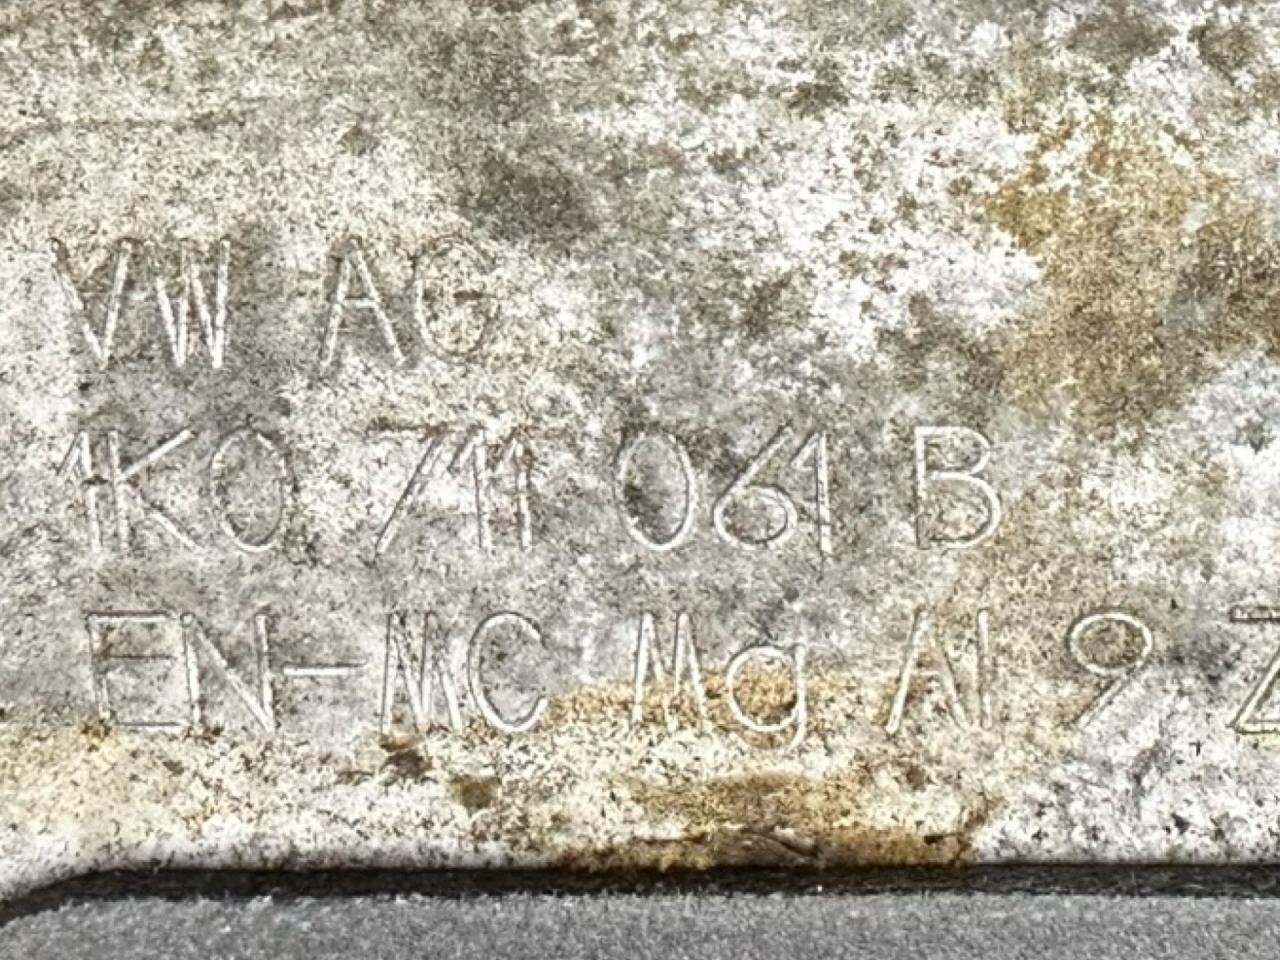 VW AG
1K0 711 061 B
EN-MC Mg Al 9 Z